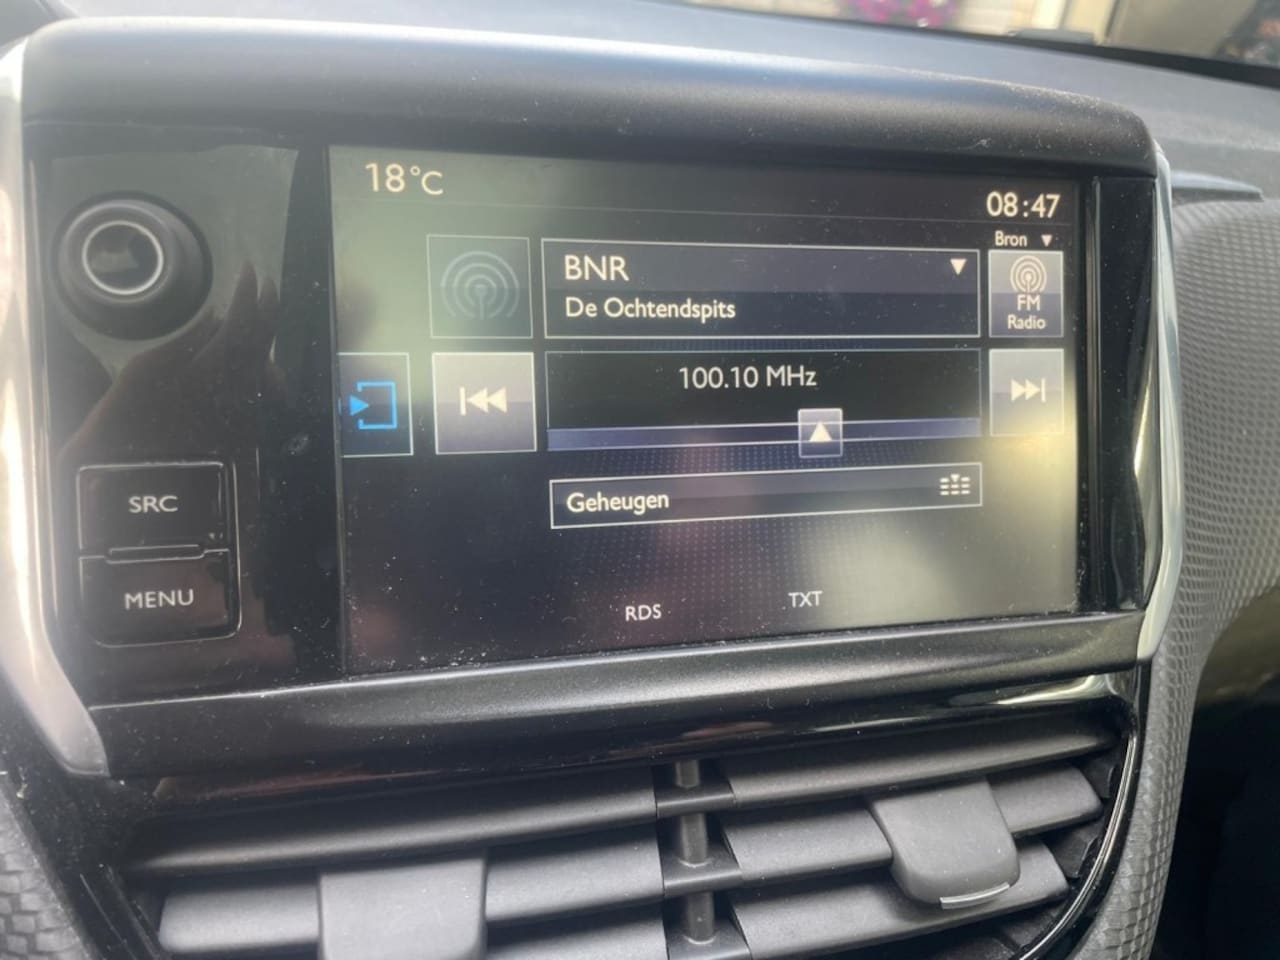 18°C
08:47
Bron
BNR
De Ochtendspits
FM
Radio
100.10 MHz
SRC
Geheugen
MENU
RDS
TXT